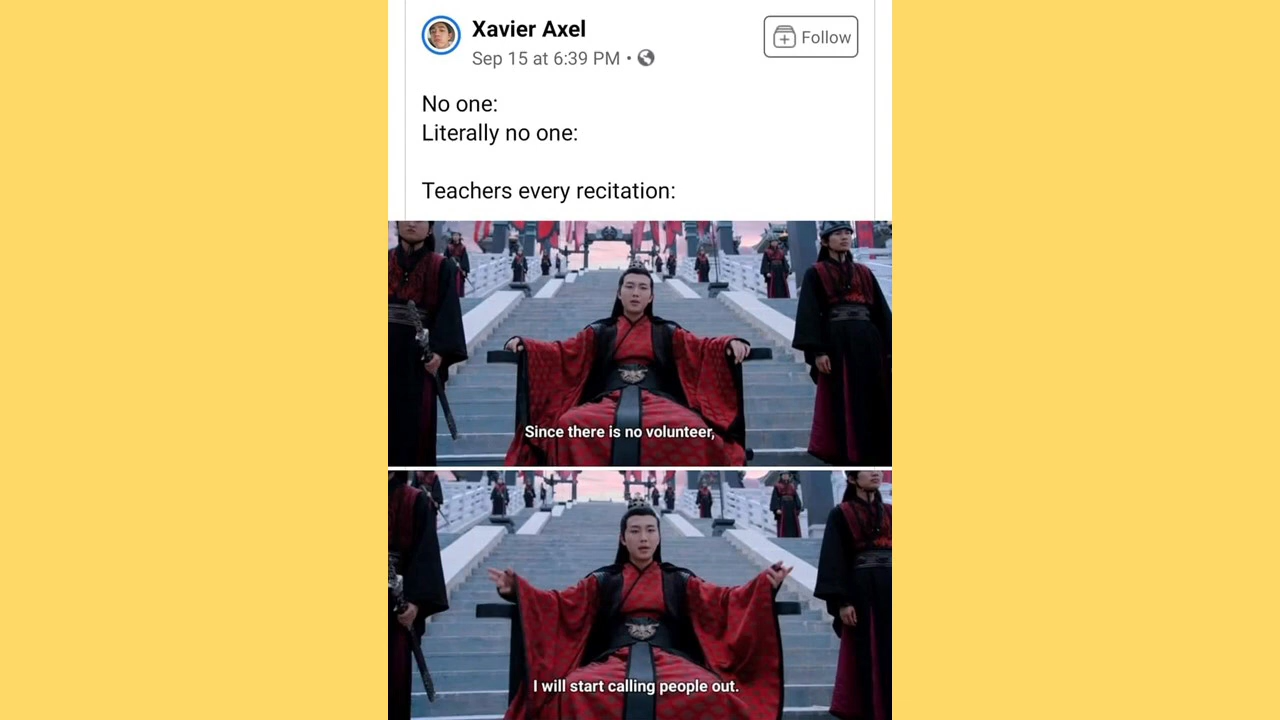 Xavier Axel
Sep 15 at 6:39 PM •
Follow
No one:
Literally no one:
Teachers every recitation:
Since there is no volunteer,
I will start calling people out.